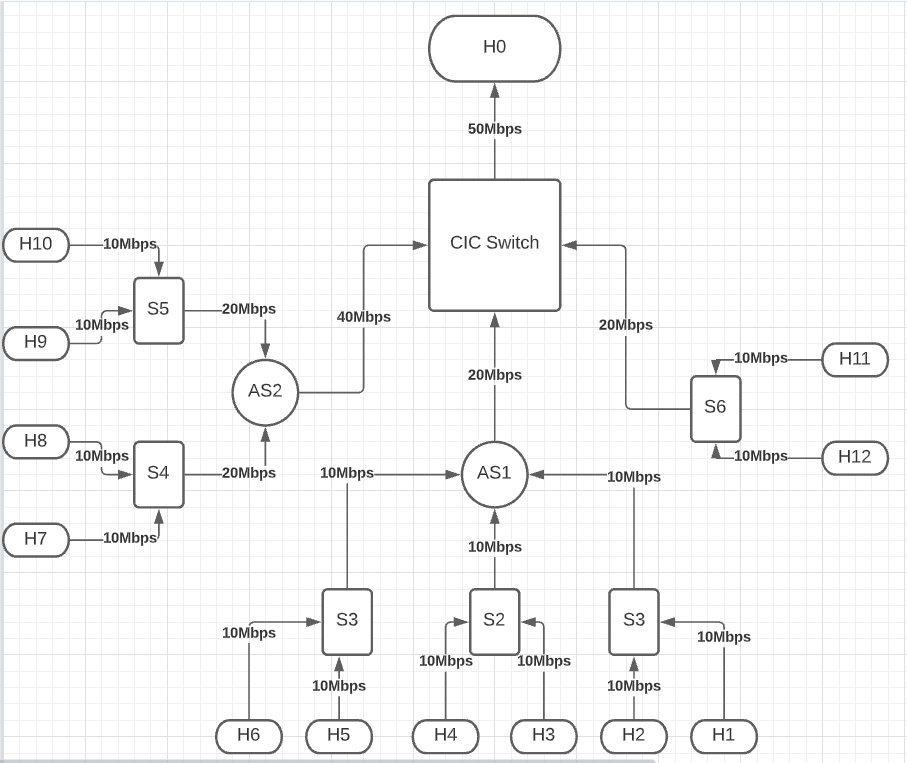 H0
50Mbps
CIC Switch
H10
10Mbps
S5
20Mbps
H9
10Mbps
40Mbps
20Mbps
AS2
20Mbps
H11
10Mbps
S6
H8
10Mbps
S4
20Mbps
10Mbps
AS1
10Mbps
10Mbps
H12
H7
10Mbps
10Mbps
S3
S2
S3
10Mbps
10Mbps
10Mbps
10Mbps
10Mbps
10Mbps
H6
H5
H4
H3
H2
H1